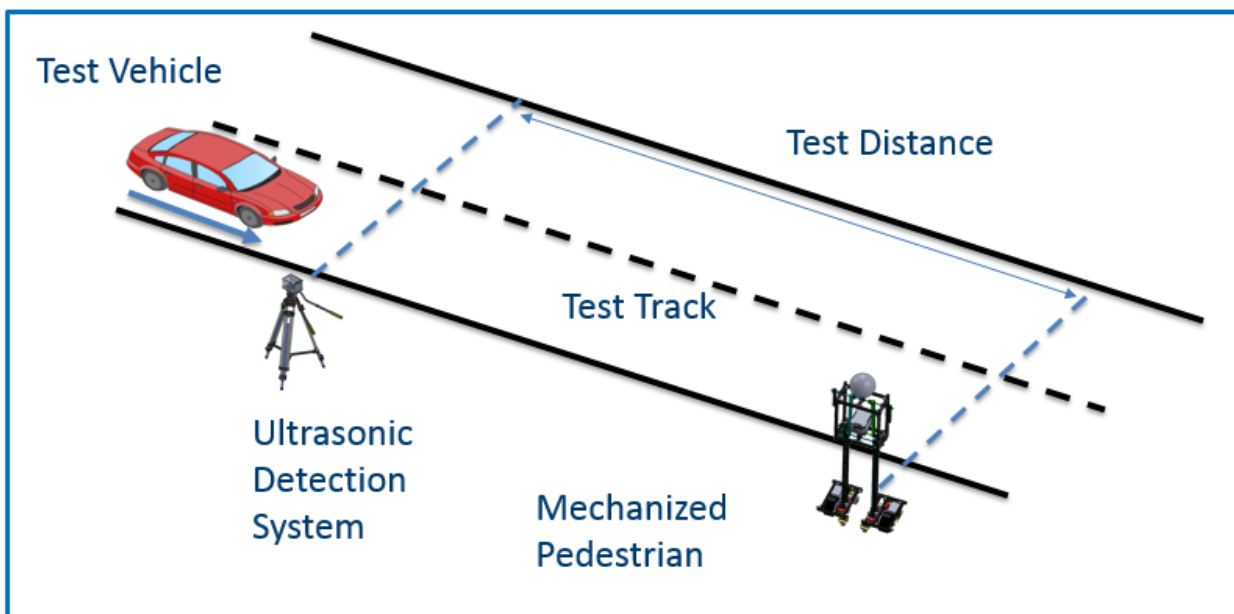 Test Vehicle
Test Distance
Test Track
Ultrasonic
Detection
System
Mechanized
Pedestrian